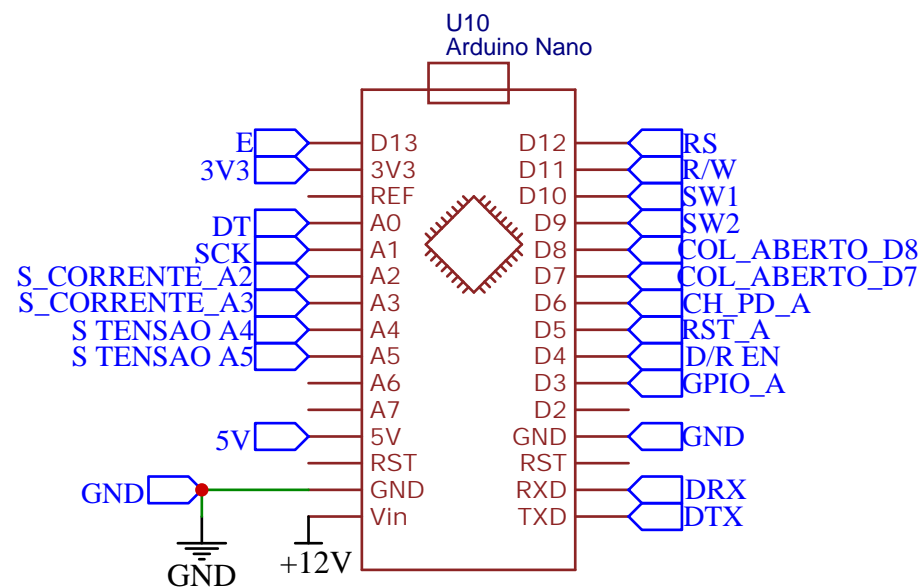 U10
Arduino Nano
E D13 D12 RS
3V3 3V3 D11 R/W
REF D10 SW1
DT A0 D9 SW2
SCK A1 D8 COL_ABERTO_D8
S_CORRENTE_A2 A2 D7 COL_ABERTO_D7
S_CORRENTE_A3 A3 D6 CH_PD_A
S TENSAO A4 A4 D5 RST_A
S TENSAO A5 A5 D4 D/R EN
A6 D3 GPIO_A
A7 D2
5V 5V GND GND
RST RST
GND GND RXD DRX
Vin TXD DTX
GND +12V